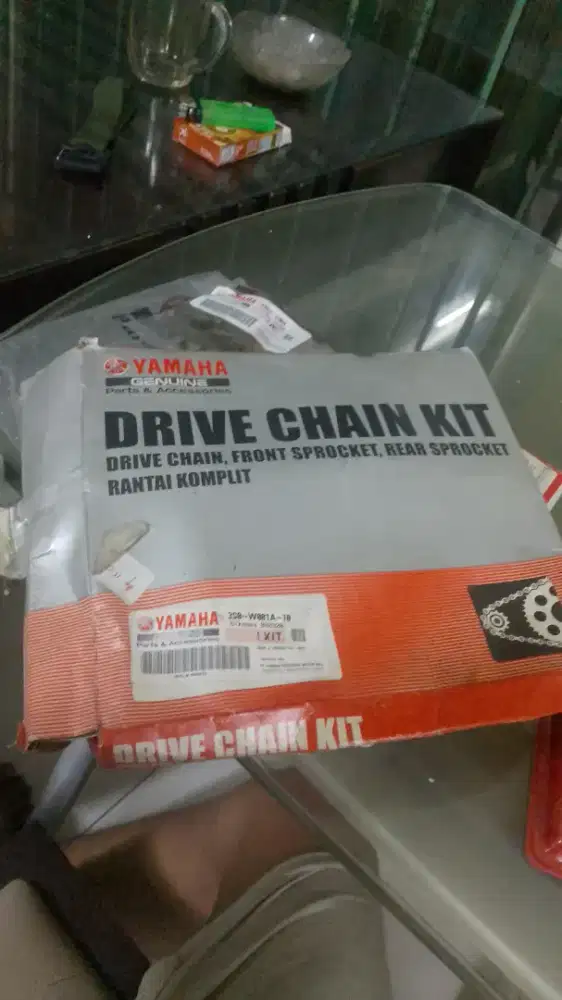 YAMAHA
GENUINE
Parts & Accessories
DRIVE CHAIN KIT
DRIVE CHAIN, FRONT SPROCKET, REAR SPROCKET
RANTAI KOMPLIT
YAMAHA
Parts & Accessories
1 KIT
DRIVE CHAIN KIT